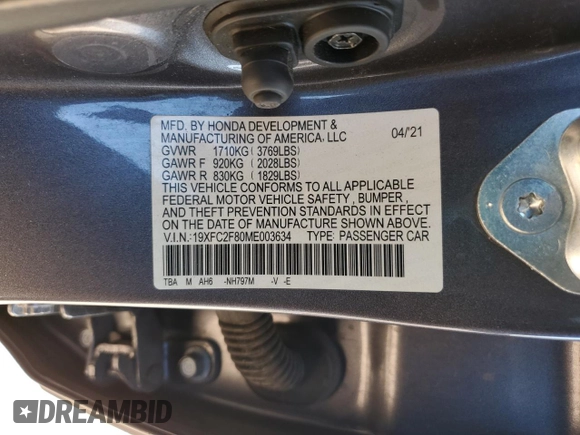 MFD. BY HONDA DEVELOPMENT &
MANUFACTURING OF AMERICA, LLC 04/'21
GVWR 1710KG ( 3769LBS)
GAWR F 920KG ( 2028LBS)
GAWR R 830KG ( 1829LBS)
THIS VEHICLE CONFORMS TO ALL APPLICABLE
FEDERAL MOTOR VEHICLE SAFETY , BUMPER ,
AND THEFT PREVENTION STANDARDS IN EFFECT
ON THE DATE OF MANUFACTURE SHOWN ABOVE.
V.I.N.: 19XFC2F80ME003634 TYPE: PASSENGER CAR
TBA M AH6 -NH797M -V -E
DREAMBID